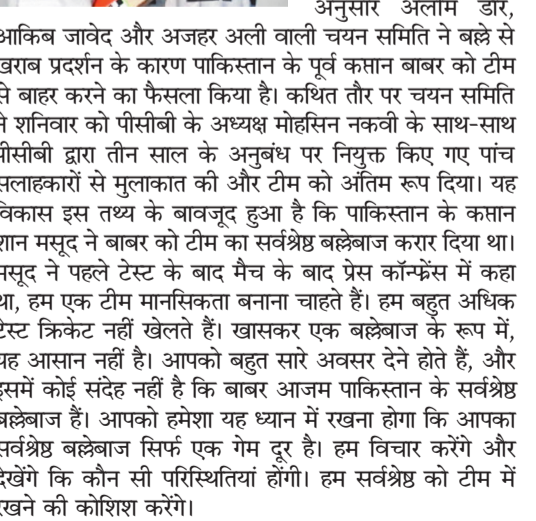 अनुसार अलीम डार,
आकिब जावेद और अजहर अली वाली चयन समिति ने बल्ले से
खराब प्रदर्शन के कारण पाकिस्तान के पूर्व कप्तान बाबर को टीम
से बाहर करने का फैसला किया है। कथित तौर पर चयन समिति
ने शनिवार को पीसीबी के अध्यक्ष मोहसिन नकवी के साथ-साथ
पीसीबी द्वारा तीन साल के अनुबंध पर नियुक्त किए गए पांच
सलाहकारों से मुलाकात की और टीम को अंतिम रूप दिया। यह
विकास इस तथ्य के बावजूद हुआ है कि पाकिस्तान के कप्तान
शान मसूद ने बाबर को टीम का सर्वश्रेष्ठ बल्लेबाज करार दिया था।
मसूद ने पहले टेस्ट के बाद मैच के बाद प्रेस कॉन्फ्रेंस में कहा
था, हम एक टीम मानसिकता बनाना चाहते हैं। हम बहुत अधिक
टेस्ट क्रिकेट नहीं खेलते हैं। खासकर एक बल्लेबाज के रूप में,
यह आसान नहीं है। आपको बहुत सारे अवसर देने होते हैं, और
इसमें कोई संदेह नहीं है कि बाबर आजम पाकिस्तान के सर्वश्रेष्ठ
बल्लेबाज हैं। आपको हमेशा यह ध्यान में रखना होगा कि आपका
सर्वश्रेष्ठ बल्लेबाज सिर्फ एक गेम दूर है। हम विचार करेंगे और
देखेंगे कि कौन सी परिस्थितियां होंगी। हम सर्वश्रेष्ठ को टीम में
रखने की कोशिश करेंगे।